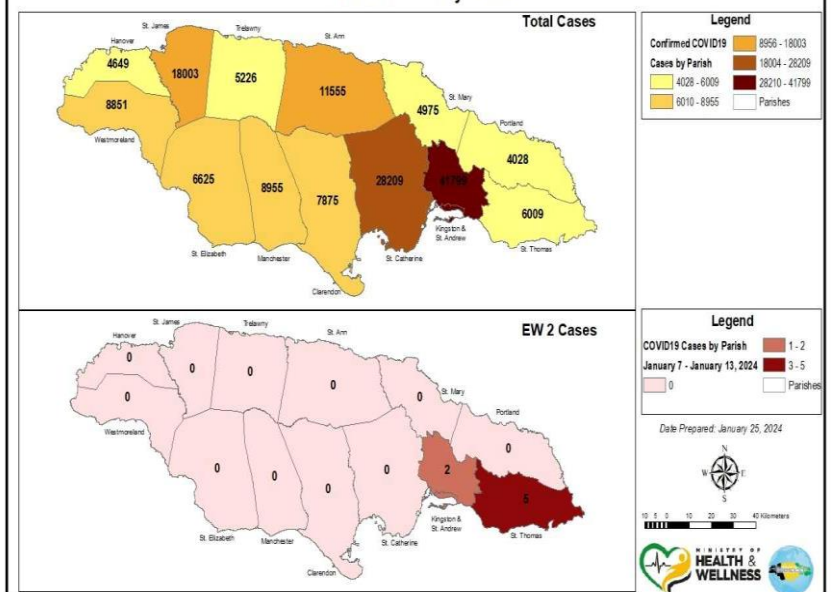 Total Cases
St. James
Trelawny
St. Ann
Hanover
4649
18003
5226
11555
4975
St. Mary
8851
Portland
4028
Westmoreland
6625
8955
7875
28209
41799
6009
Kingston &
St. Andrew
St. Elizabeth
Manchester
St. Catherine
St. Thomas
Clarendon
Legend
Confirmed COVID19
Cases by Parish
4028 - 6009
6010 - 8955
8956 - 18003
18004 - 28209
28210 - 41799
Parishes
EW 2 Cases
St. James
Trelawny
St. Ann
Hanover
0
0
0
0
0
St. Mary
0
Portland
0
Westmoreland
0
0
0
0
2
5
Kingston &
St. Andrew
St. Elizabeth
Manchester
St. Catherine
St. Thomas
Clarendon
Legend
COVID19 Cases by Parish
January 7 - January 13, 2024
0
1 - 2
3 - 5
Parishes
Date Prepared: January 25, 2024
N
W E
S
10 5 0 10 20 30 40 Kilometers
MINISTRY OF
HEALTH &
WELLNESS